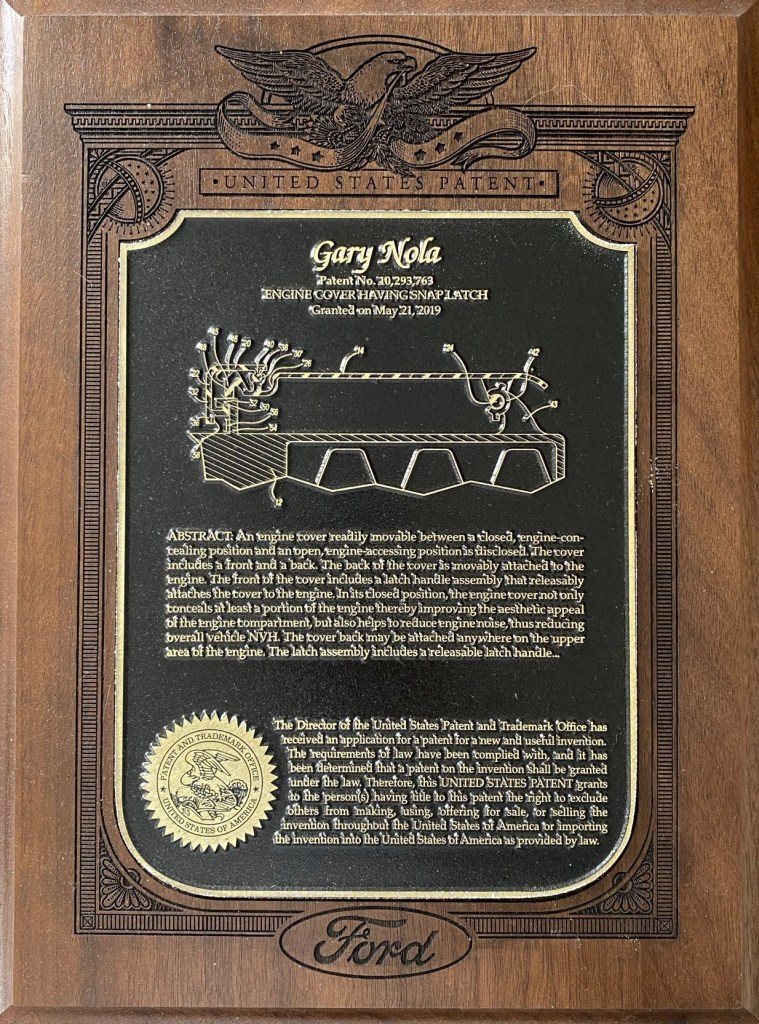 ·UNITED STATES PATENT·
Gary Nola
Patent No. 10,293,763
ENGINE COVER HAVING SNAP LATCH
Granted on May 21, 2019
14
24
42
43
12
ABSTRACT: An engine cover readily movable between a closed, engine-con-
cealing position and an open, engine-accessing position is disclosed. The cover
includes a front and a back. The back of the cover is movably attached to the
engine. The front of the cover includes a latch handle assembly that releasably
attaches the cover to the engine. In its closed position, the engine cover not only
conceals at least a portion of the engine thereby improving the aesthetic appeal
of the engine compartment, but also helps to reduce engine noise, thus reducing
overall vehicle NVH. The cover back may be attached anywhere on the upper
area of the engine. The latch assembly includes a releasable latch handle...
The Director of the United States Patent and Trademark Office has
received an application for a patent for a new and useful invention.
The requirements of law have been complied with, and it has
been determined that a patent on the invention shall be granted
under the law. Therefore, this UNITED STATES PATENT grants
to the person(s) having title to this patent the right to exclude
others from making, using, offering for sale, or selling the
invention throughout the United States of America or importing
the invention into the United States of America as provided by law.
PATENT AND TRADEMARK OFFICE
UNITED STATES OF AMERICA
Ford